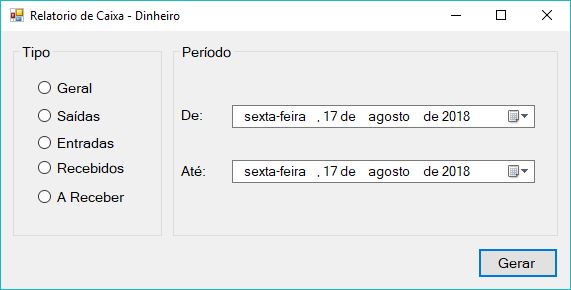 Relatorio de Caixa - Dinheiro
Tipo
Geral
Saídas
Entradas
Recebidos
A Receber
Período
De: sexta-feira , 17 de agosto de 2018
Até: sexta-feira , 17 de agosto de 2018
Gerar